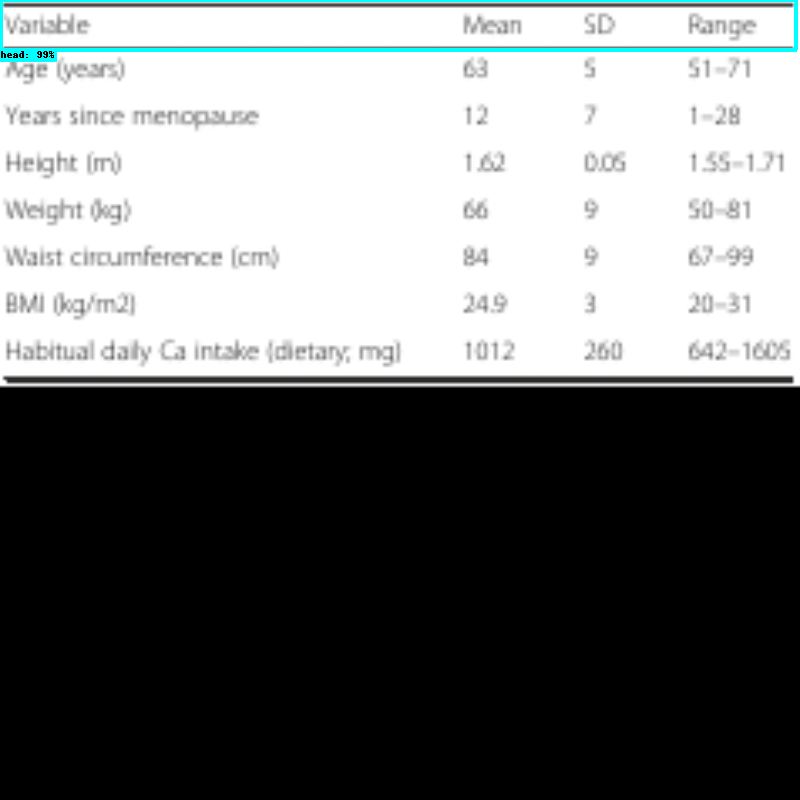 Variable Mean SD Range
head: 99%
Age (years) 63 5 51–71
Years since menopause 12 7 1–28
Height (m) 1.62 0.05 1.55–1.71
Weight (kg) 66 9 50–81
Waist circumference (cm) 84 9 67–99
BMI (kg/m2) 24.9 3 20–31
Habitual daily Ca intake (dietary; mg) 1012 260 642–1605